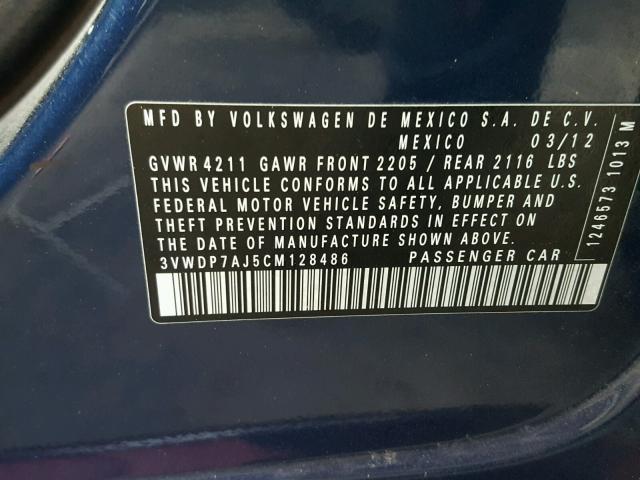 MFD BY VOLKSWAGEN DE MEXICO S.A. DE C.V.
MEXICO 03/12
GVWR 4211 GAWR FRONT 2205 / REAR 2116 LBS
THIS VEHICLE CONFORMS TO ALL APPLICABLE U.S.
FEDERAL MOTOR VEHICLE SAFETY, BUMPER AND
THEFT PREVENTION STANDARDS IN EFFECT ON
THE DATE OF MANUFACTURE SHOWN ABOVE.
3VWDP7AJ5CM128486 PASSENGER CAR
1246673 1013 M